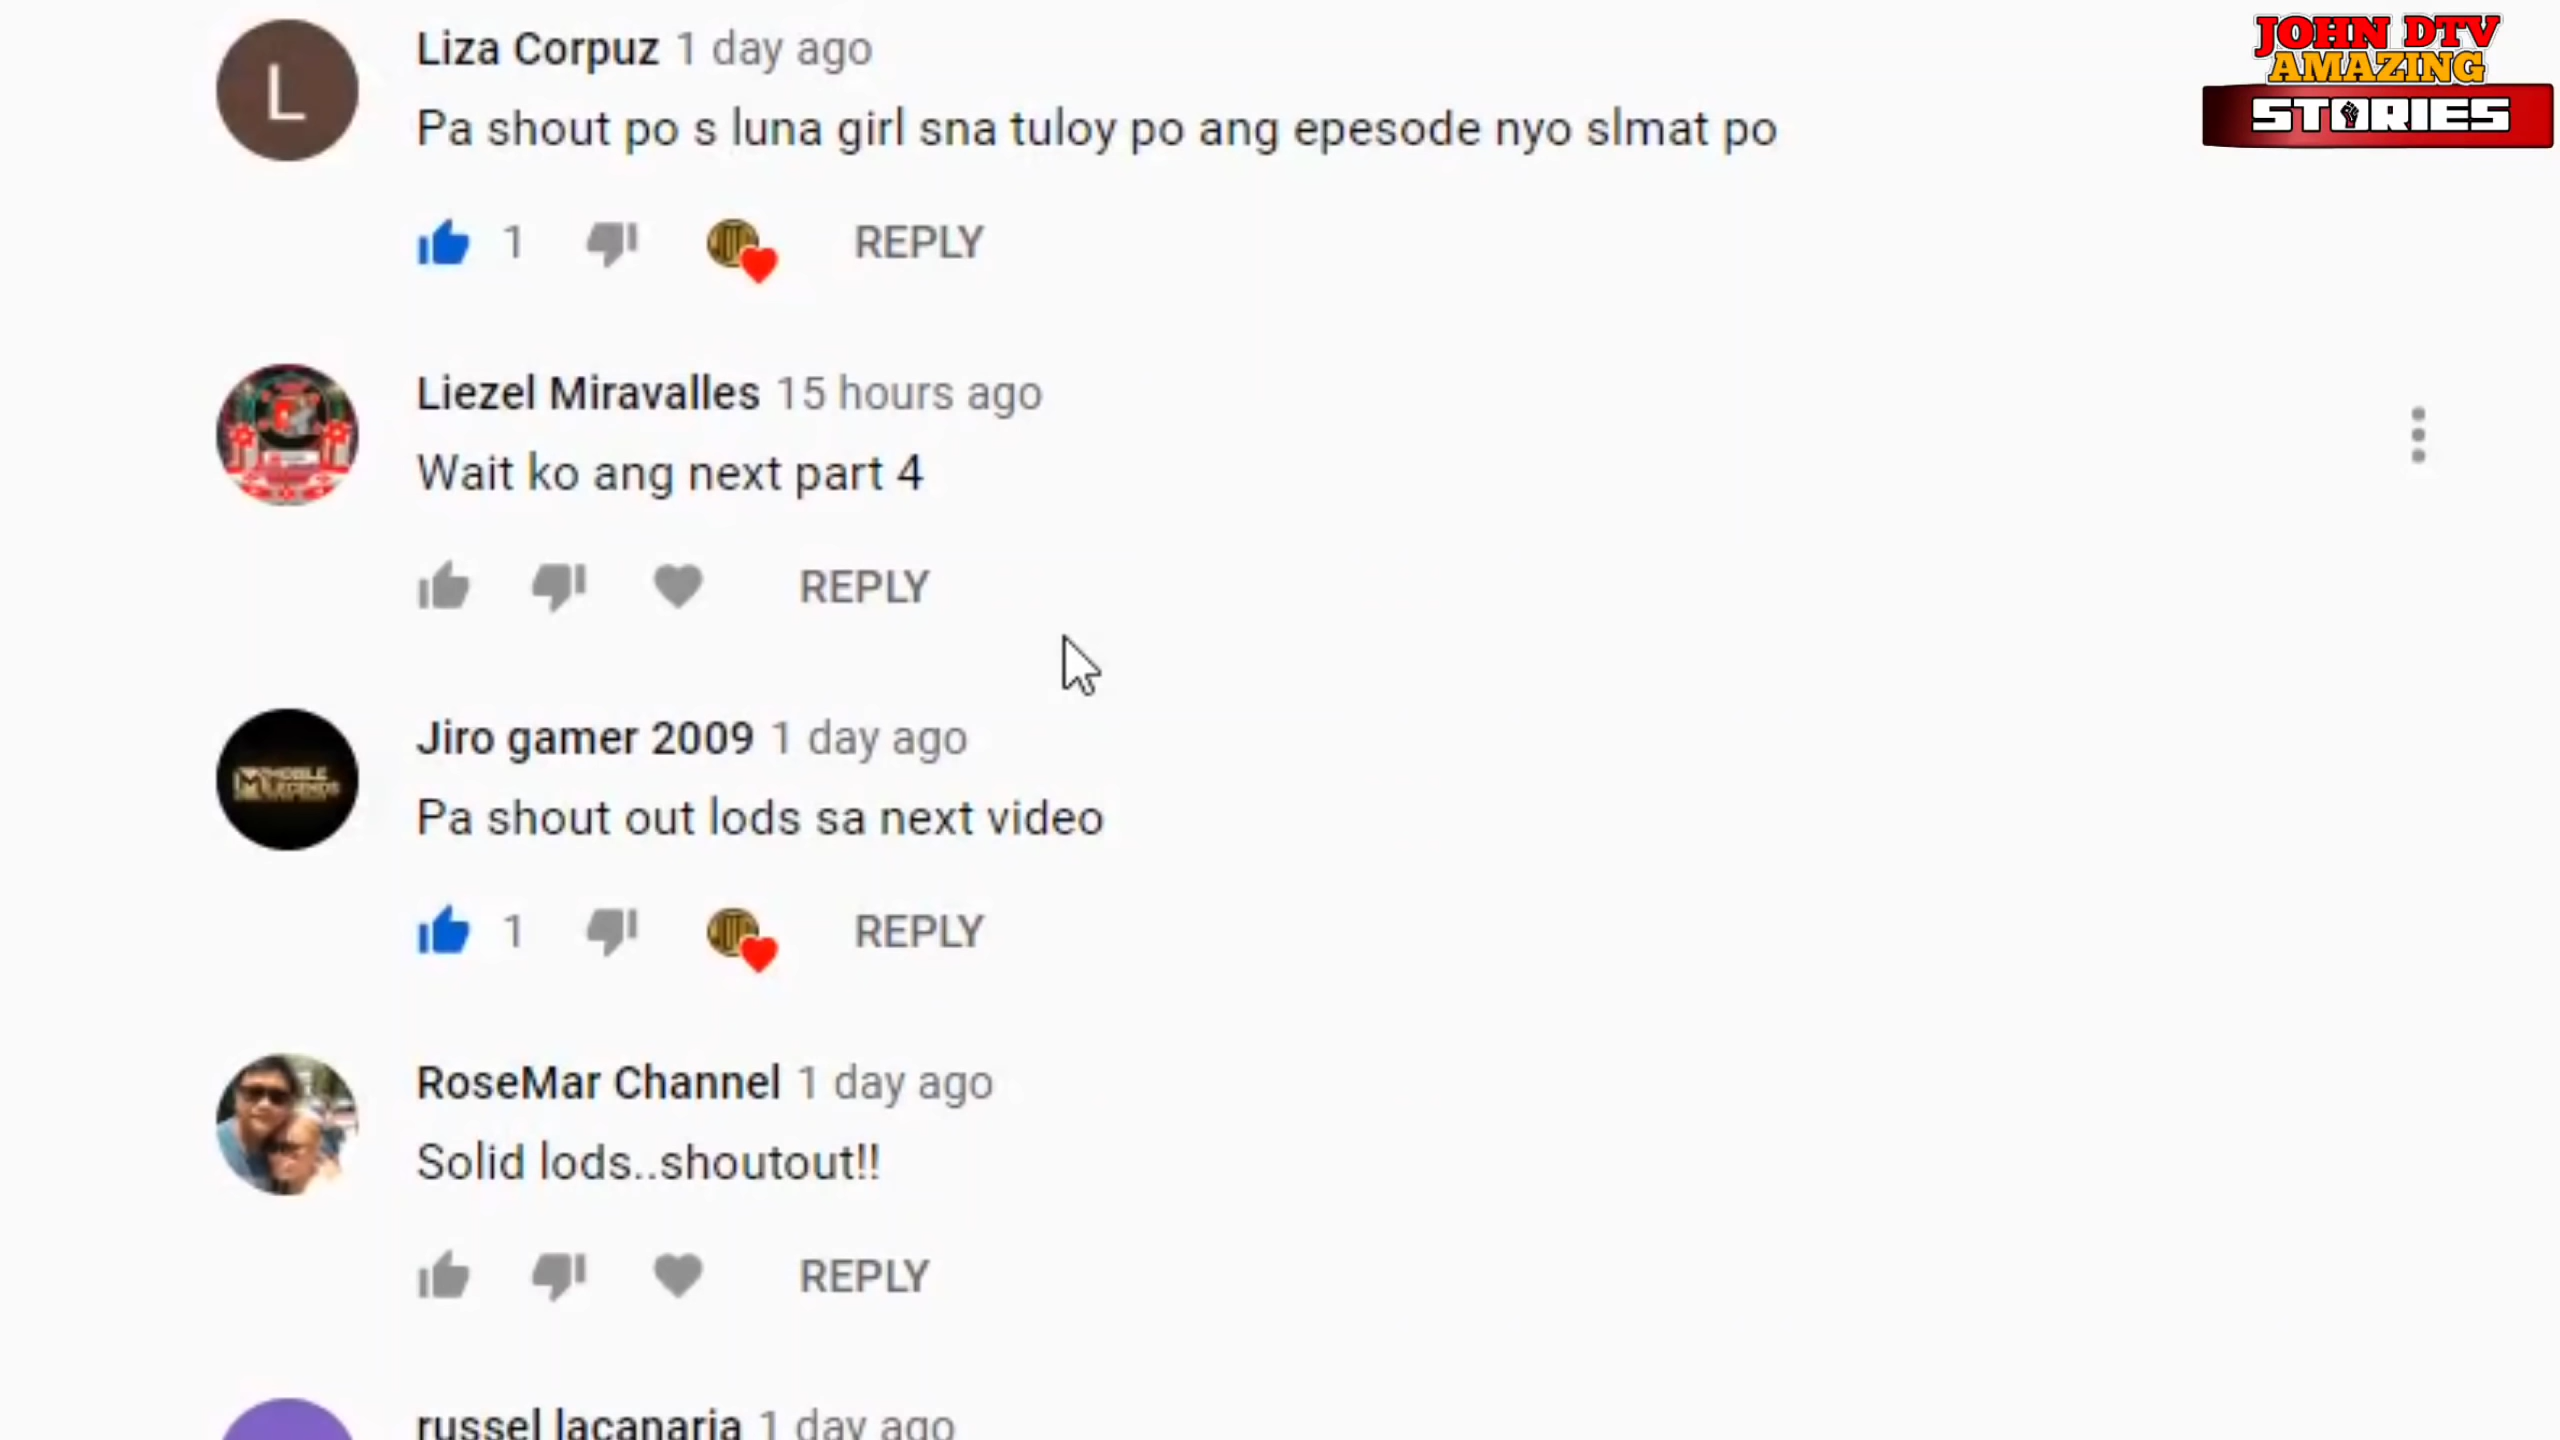 JOHN DTV
AMAZING
STORIES
L
Liza Corpuz 1 day ago
Pa shout po s luna girl sna tuloy po ang epesode nyo slmat po
1 REPLY
Liezel Miravalles 15 hours ago
Wait ko ang next part 4
REPLY
Jiro gamer 2009 1 day ago
MOBILE
LEGENDS
Pa shout out lods sa next video
1 REPLY
RoseMar Channel 1 day ago
Solid lods..shoutout!!
REPLY
russel lacanaria 1 day ago